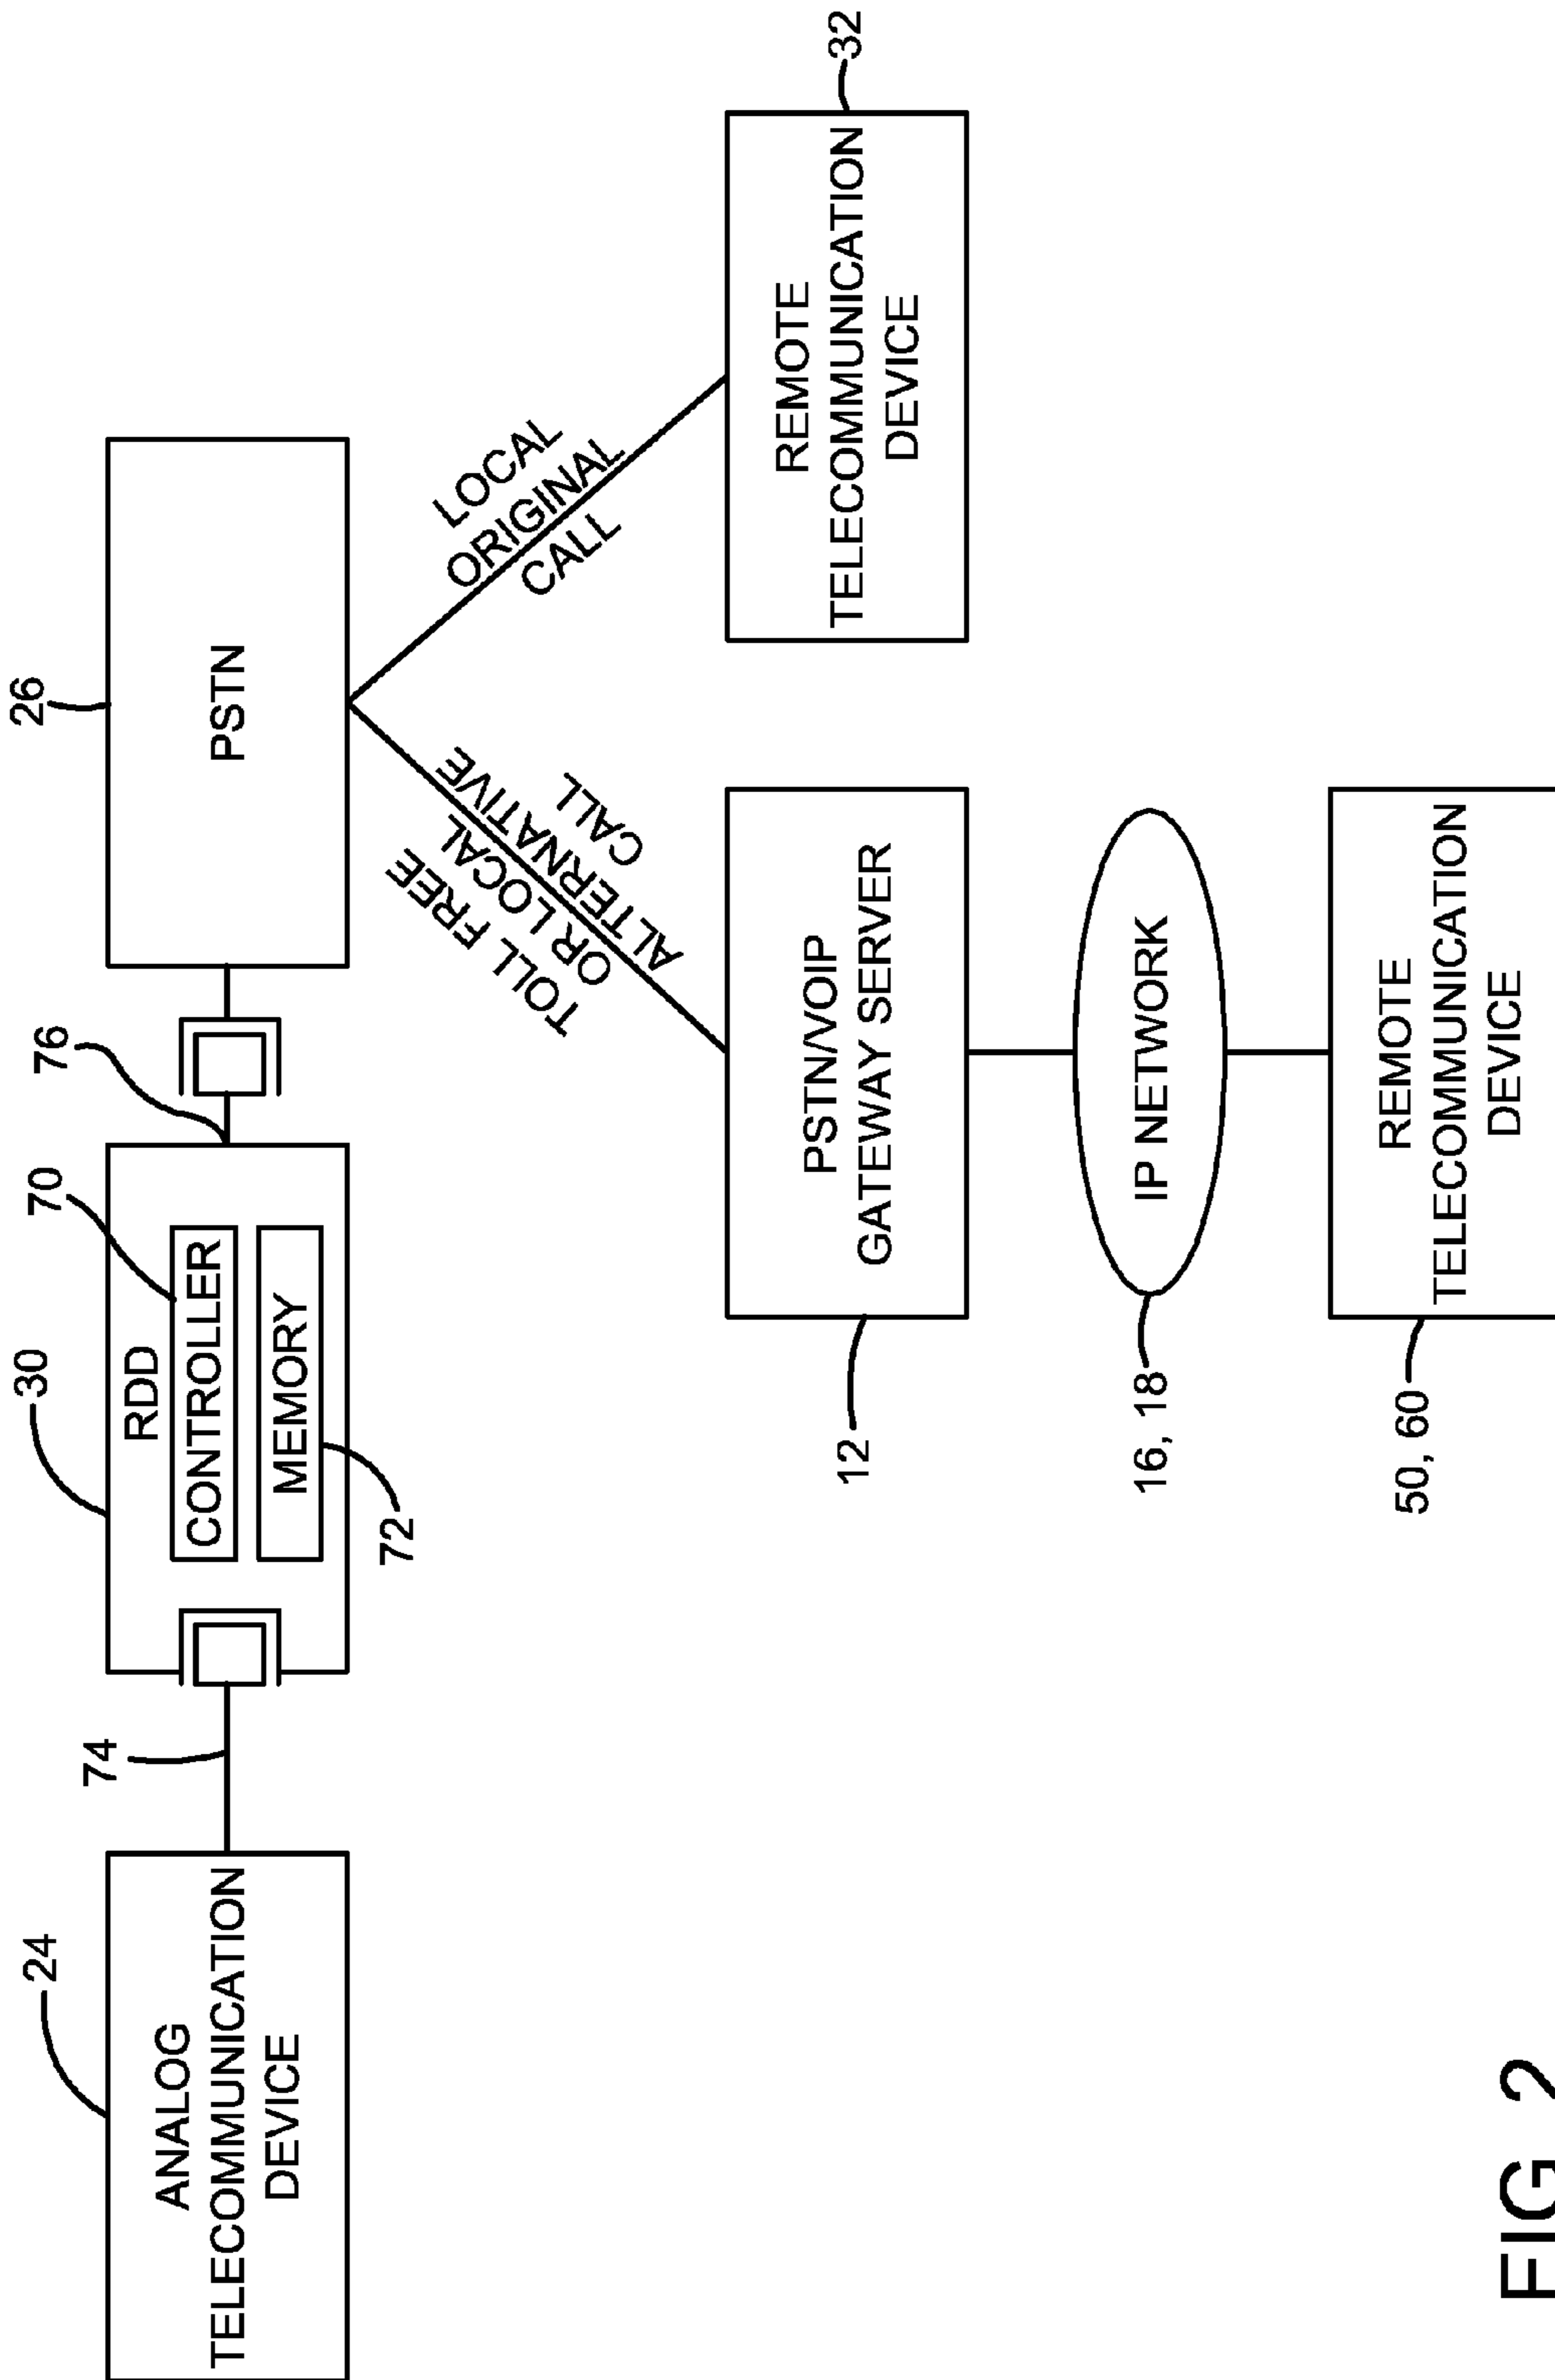 24
ANALOG
TELECOMMUNICATION
DEVICE
74
30
RDD
CONTROLLER
MEMORY
70
72
76
26
PSTN
TOLL FREE
OR LOCAL
ALTERNATIVE
CALL
LOCAL
ORIGINAL
CALL
PSTN/VOIP
GATEWAY SERVER
12
REMOTE
TELECOMMUNICATION
DEVICE
32
IP NETWORK
16, 18
REMOTE
TELECOMMUNICATION
DEVICE
50, 60
FIG 2